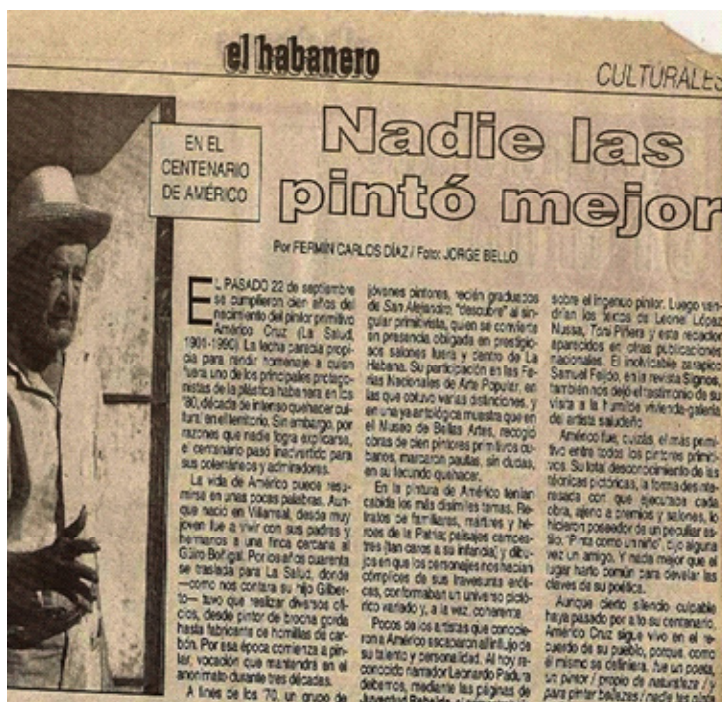 el habanero
CULTURALES
EN EL
CENTENARIO
DE AMÉRICO
Nadie las
pintó mejor
Por FERMÍN CARLOS DÍAZ / Foto: JORGE BELLO
EL PASADO 22 de septiembre
se cumplieron cien años del
nacimiento del pintor primitivo
Américo Cruz (La Salud,
1901-1990). La fecha parecía propi-
cia para rendir homenaje a quien
fuera uno de los principales protago-
nistas de la plástica habanera en los
'80, década de intenso quehacer cul-
tural en el territorio. Sin embargo, por
razones que nadie logra explicarse,
el centenario pasó inadvertido para
sus coterráneos y admiradores.
La vida de Américo puede resu-
mirse en unas pocas palabras. Aun-
que nació en Villarreal, desde muy
joven fue a vivir con sus padres y
hermanos a una finca cercana al
Güiro Boñigal. Por los años cuarenta
se traslada para La Salud, donde
—como nos contara su hijo Gilber-
to— tuvo que realizar diversos ofi-
cios, desde pintor de brocha gorda
hasta fabricante de hornillas de car-
bón. Por esa época comienza a pin-
tar, vocación que mantendrá en el
anonimato durante tres décadas.
A fines de los '70, un grupo de
jóvenes pintores, recién graduados
de San Alejandro, "descubre" al sin-
gular primitivista, quien se convierte
en presencia obligada en prestigio-
sos salones fuera y dentro de La
Habana. Su participación en las Fe-
rias Nacionales de Arte Popular, en
las que obtuvo varias distinciones, y
en una ya antológica muestra que en
el Museo de Bellas Artes, recogió
obras de cien pintores primitivos cu-
banos, marcaron pautas, sin dudas,
en su fecundo quehacer.
En la pintura de Américo tenían
cabida los más disímiles temas. Re-
tratos de familiares, mártires y hé-
roes de la Patria; paisajes campes-
tres (tan caros a su infancia) y dibu-
jos en que los personajes nos hacían
cómplices de sus travesuras eróti-
cas, conformaban un universo pictó-
rico variado y, a la vez, coherente.
Pocos de los artistas que conocie-
ron a Américo escaparon al influjo de
su talento y personalidad. Al hoy re-
conocido narrador Leonardo Padura
debemos, mediante las páginas de
Juventud Rebelde,
sobre el ingenuo pintor. Luego ven-
drían los textos de Leonel López
Nussa, Toni Piñera y este redactor
aparecidos en otras publicaciones
nacionales. El inolvidable zarapico
Samuel Feijóo, en la revista Signos,
también nos dejó el testimonio de su
visita a la humilde vivienda-galería
del artista saludeño.
Américo fue, quizás, el más primi-
tivo entre todos los pintores primiti-
vos. Su total desconocimiento de las
técnicas pictóricas, la forma desinte-
resada con que ejecutaba cada
obra, ajeno a premios y salones, lo
hicieron poseedor de un peculiar es-
tilo. "Pinta como un niño", dijo alguna
vez un amigo. Y nada mejor que el
lugar harto común para develar las
claves de su poética.
Aunque cierto silencio culpable
haya pasado por a to su centenario,
Américo Cruz sigue vivo en el re-
cuerdo de su pueblo, porque, como
él mismo se definiera, fue un poeta,
un pintor / propio de naturaleza / y
para pintar bellezas / nadie las pinta